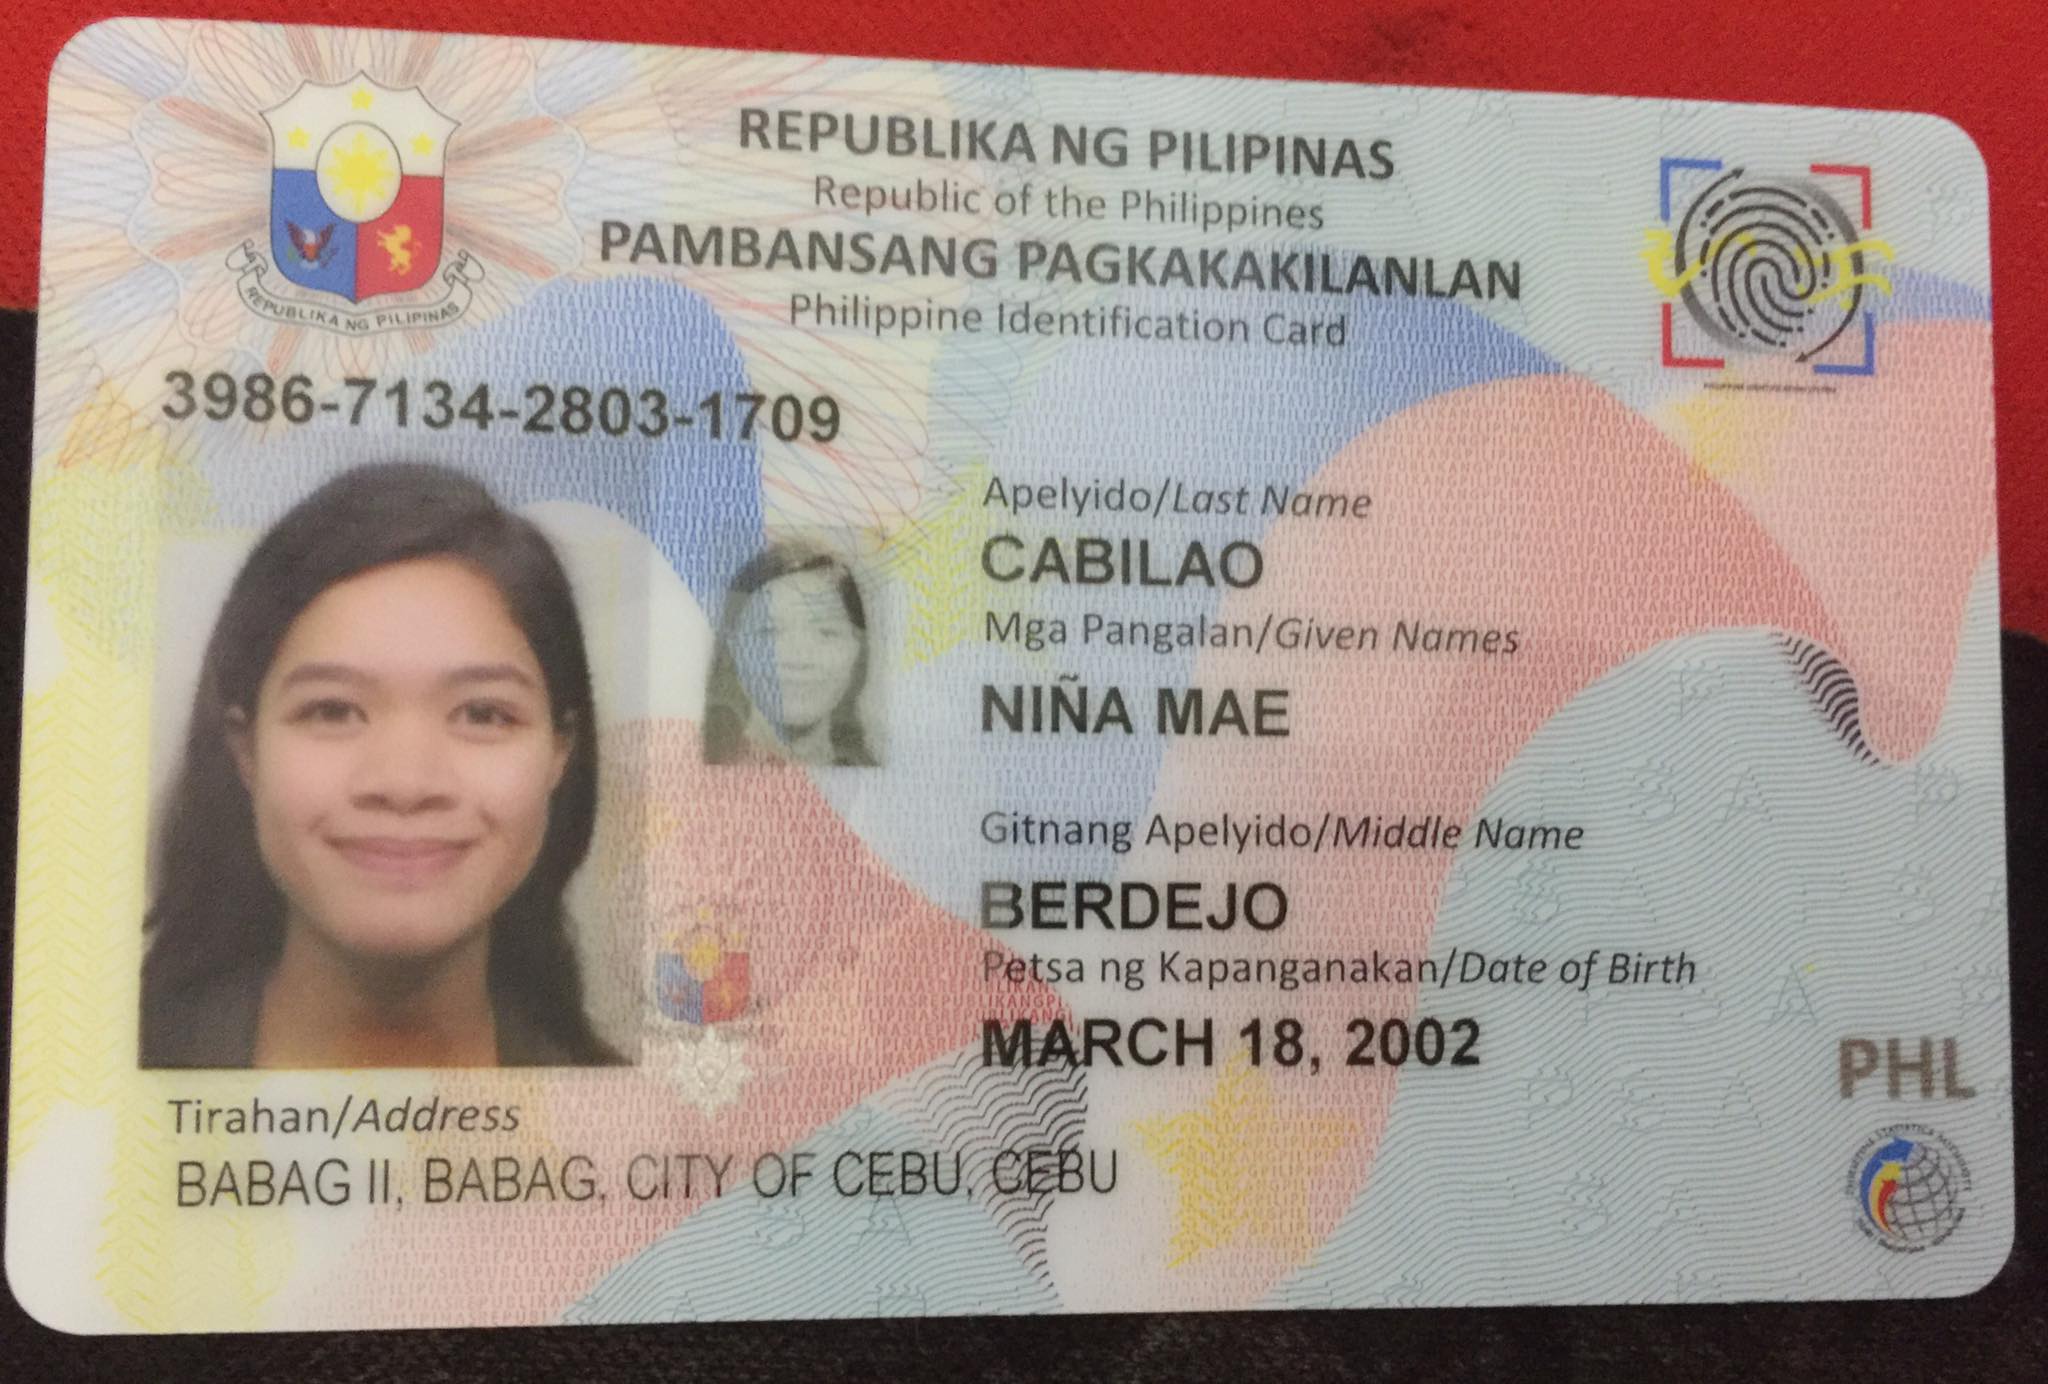 REPUBLIKA NG PILIPINAS
Republic of the Philippines
PAMBANSANG PAGKAKAKILANLAN
Philippine Identification Card
REPUBLIKA NG PILIPINAS
3986-7134-2803-1709
Apelyido/Last Name
CABILAO
Mga Pangalan/Given Names
NIÑA MAE
Gitnang Apelyido/Middle Name
BERDEJO
Petsa ng Kapanganakan/Date of Birth
MARCH 18, 2002
PHL
Tirahan/Address
BABAG II, BABAG, CITY OF CEBU, CEBU